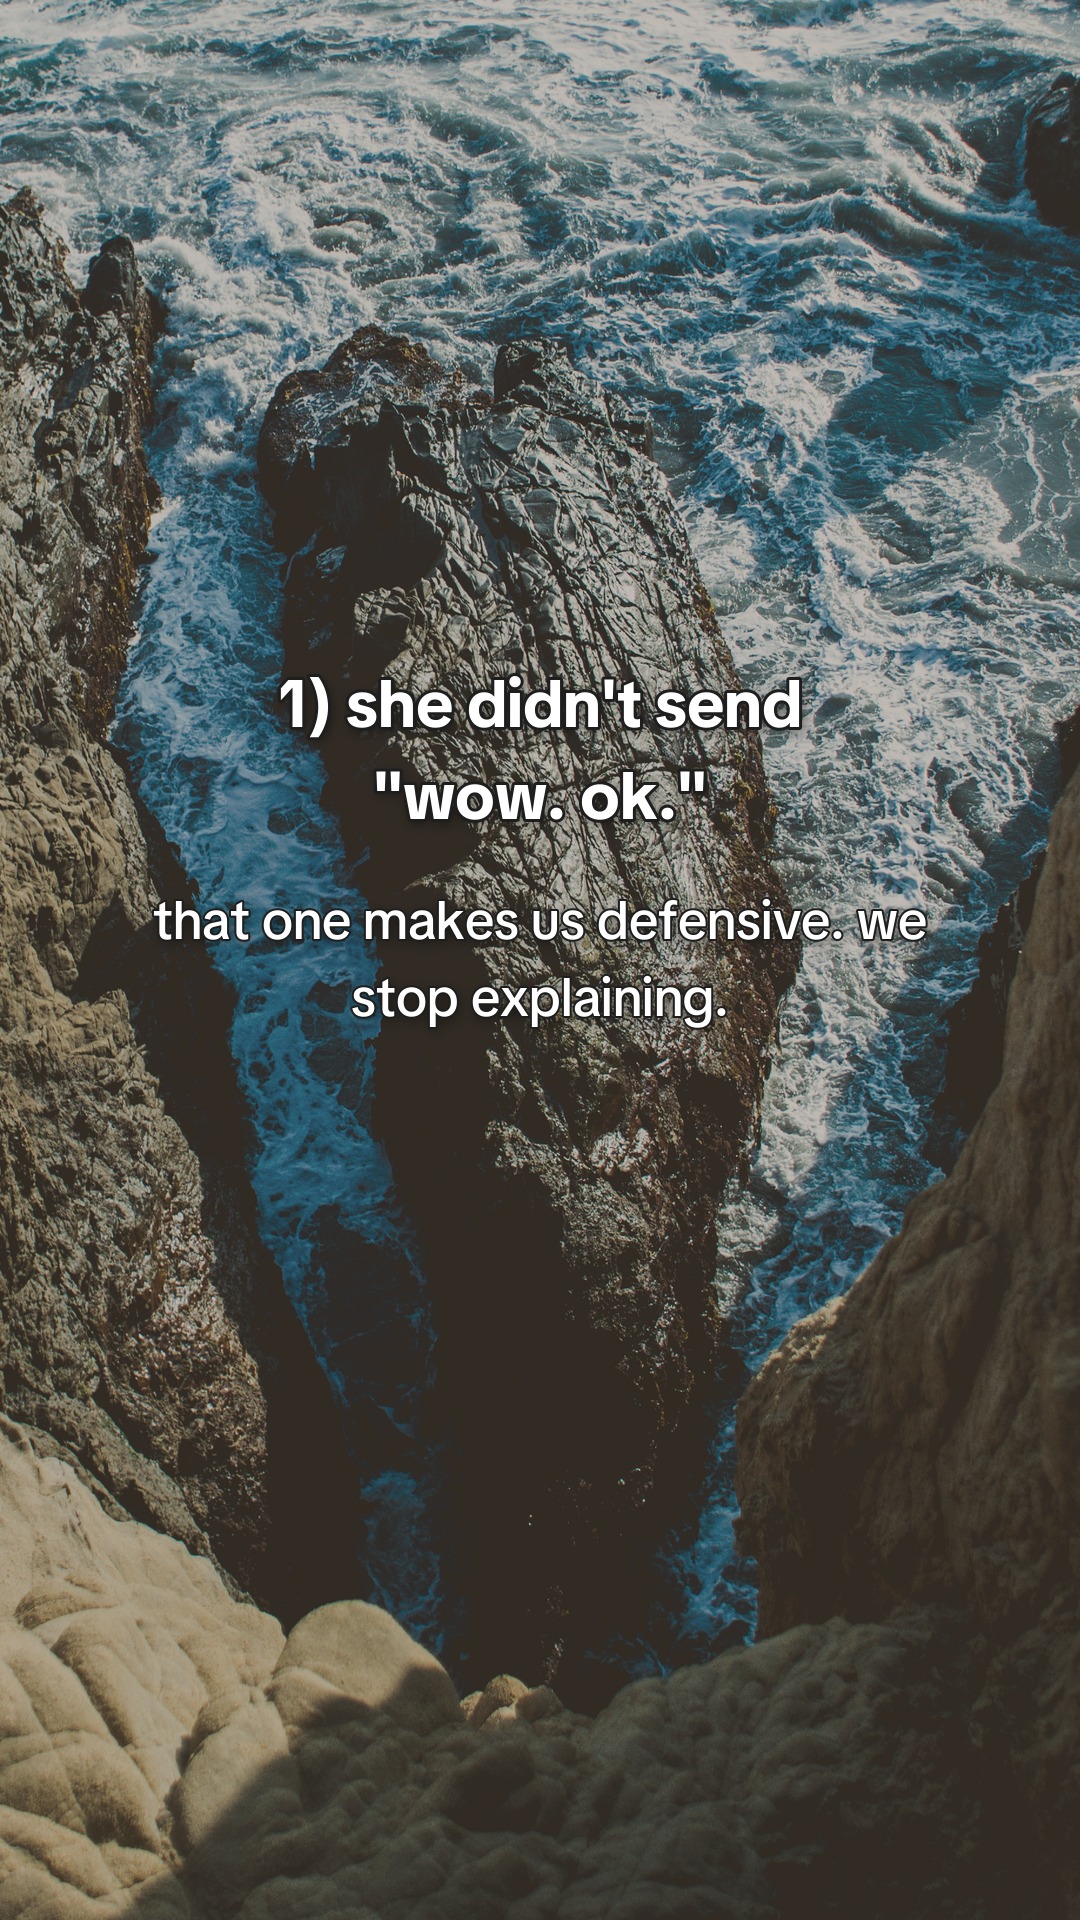 1) she didn't send
"wow. ok."
that one makes us defensive. we
stop explaining.